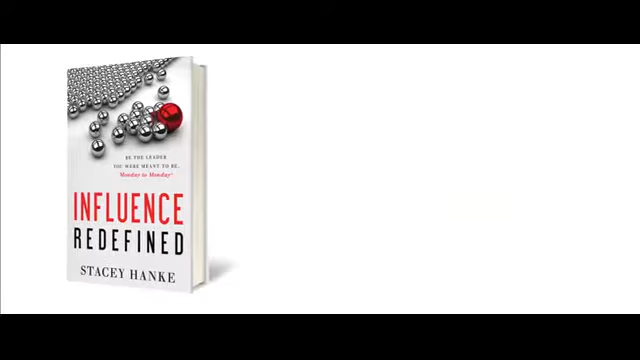 BE THE LEADER
YOU WERE MEANT TO BE,
Monday to Monday®
INFLUENCE
REDEFINED
STACEY HANKE